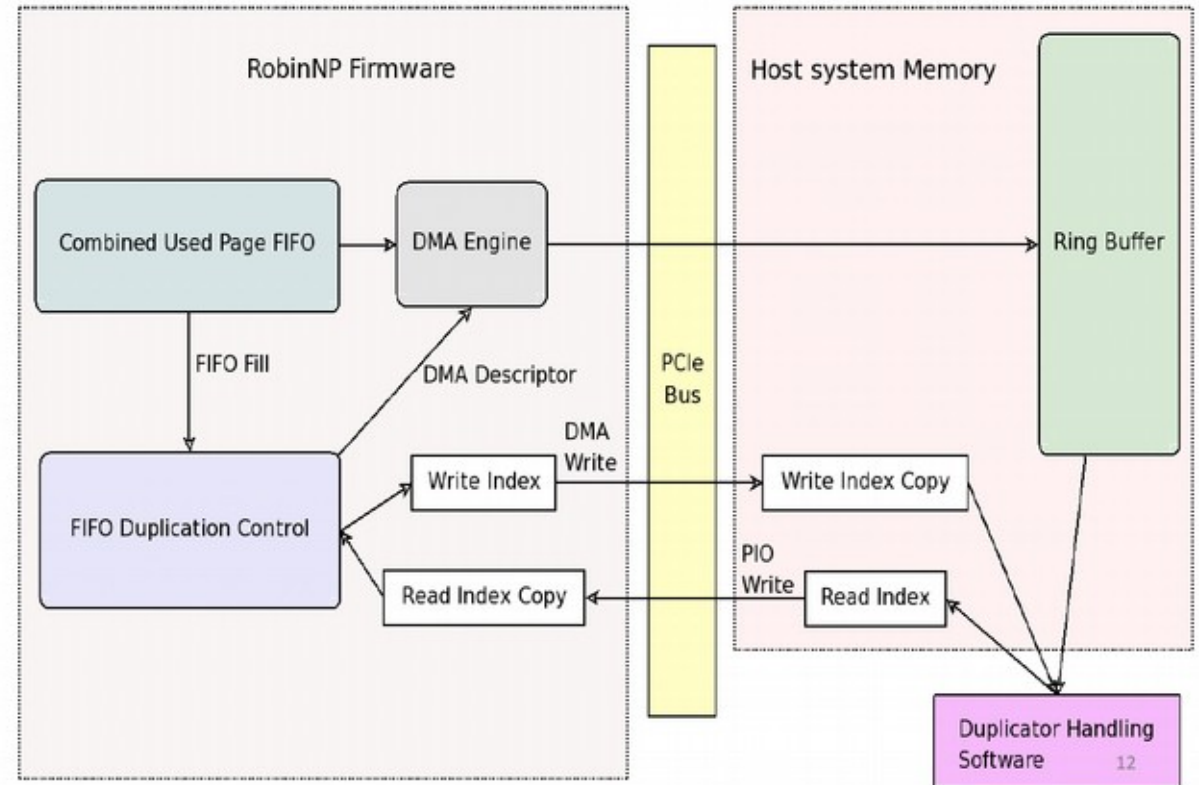 RobinNP Firmware
Host system Memory
Combined Used Page FIFO
DMA Engine
Ring Buffer
FIFO Fill
DMA Descriptor
PCIe
Bus
DMA
Write
Write Index
Write Index Copy
FIFO Duplication Control
PIO
Write
Read Index Copy
Read Index
Duplicator Handling
Software
12